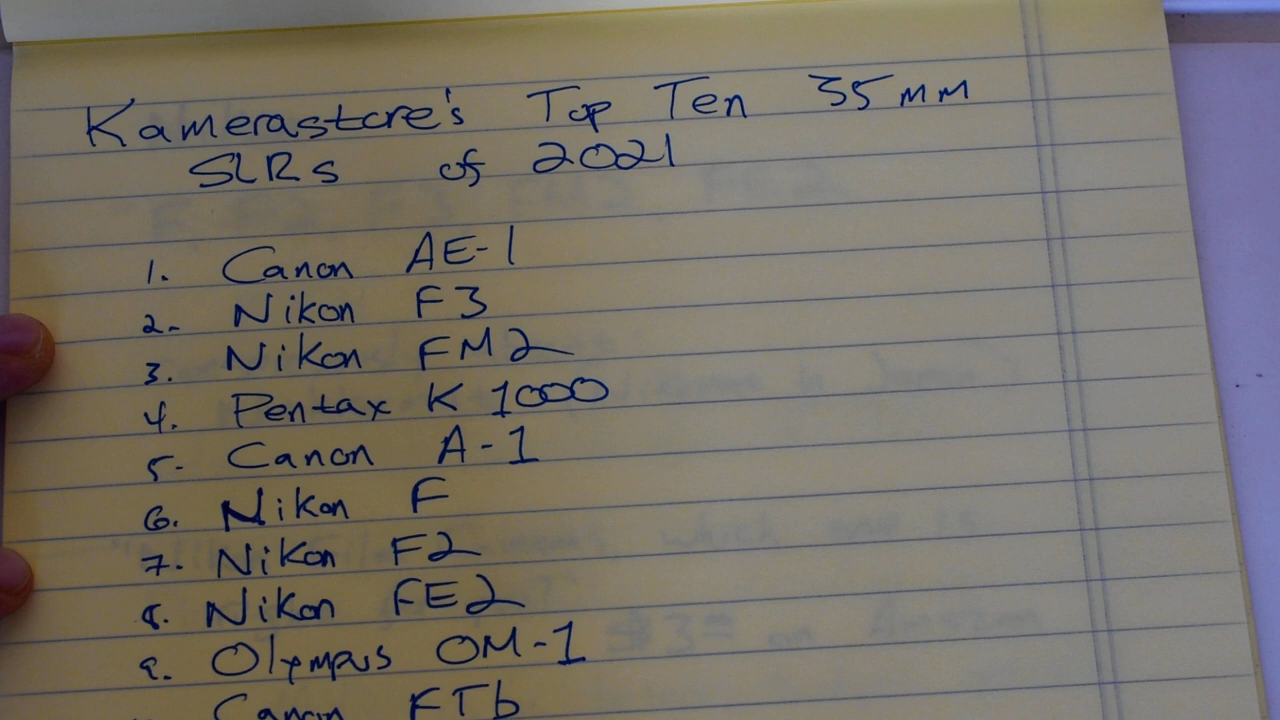 Kamerastore's Top Ten 35mm
SLRs of 2021
1. Canon AE-1
2. Nikon F3
3. Nikon FM2
4. Pentax K1000
5. Canon A-1
6. Nikon F
7. Nikon F2
8. Nikon FE2
9. Olympus OM-1
Canon FTb